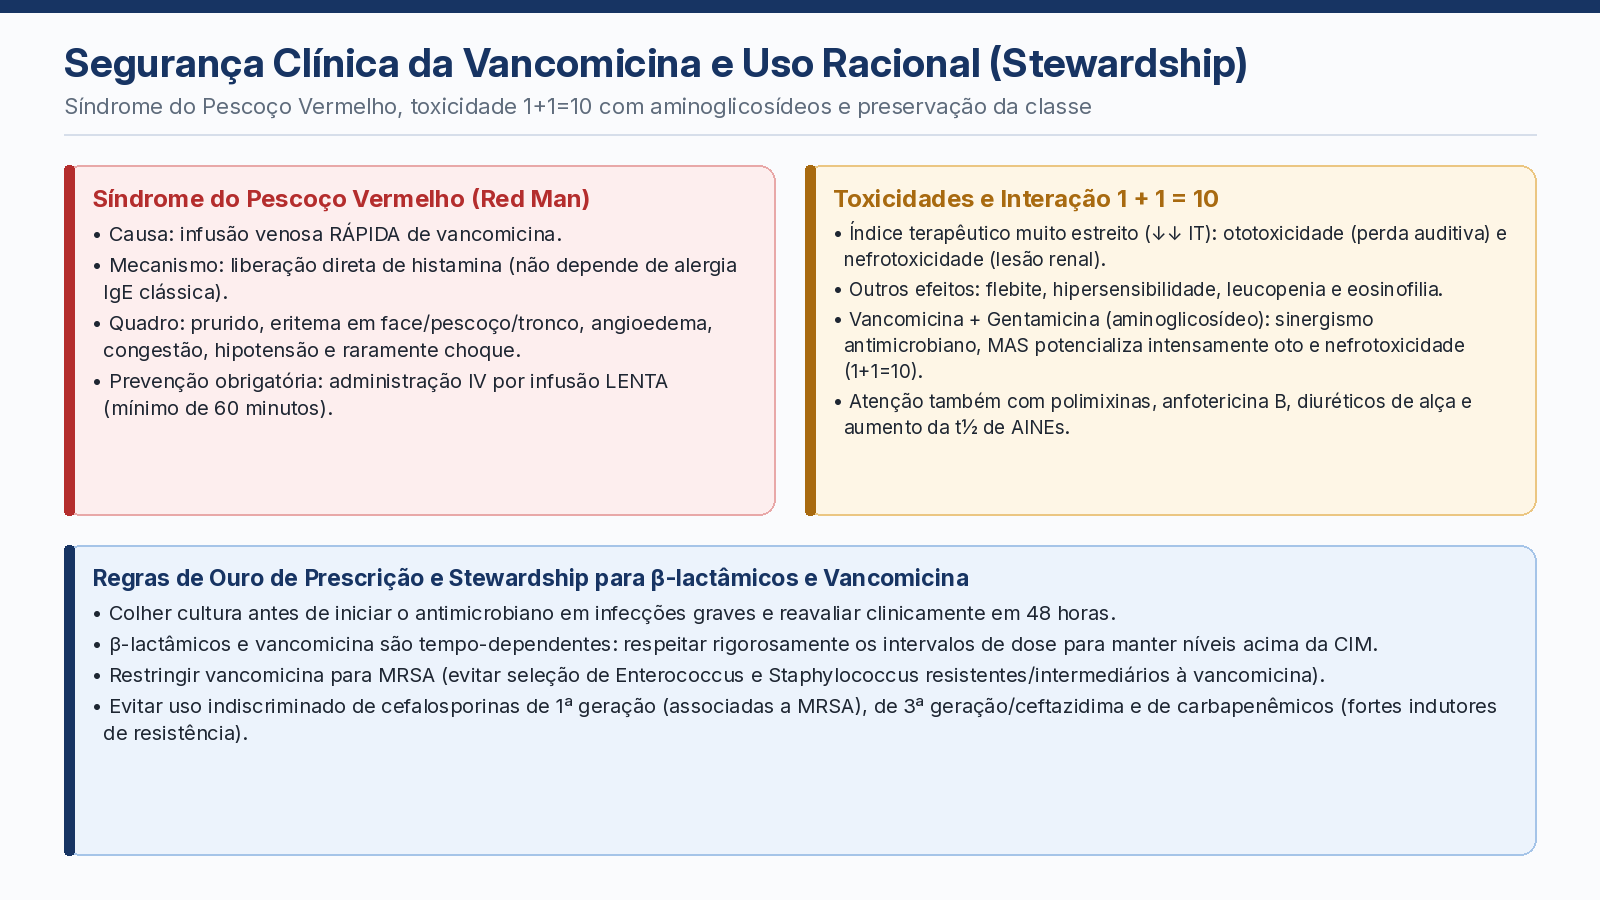 Segurança Clínica da Vancomicina e Uso Racional (Stewardship)
Síndrome do Pescoço Vermelho, toxicidade 1+1=10 com aminoglicosídeos e preservação da classe
Síndrome do Pescoço Vermelho (Red Man)
• Causa: infusão venosa RÁPIDA de vancomicina.
• Mecanismo: liberação direta de histamina (não depende de alergia
IgE clássica).
• Quadro: prurido, eritema em face/pescoço/tronco, angioedema,
congestão, hipotensão e raramente choque.
• Prevenção obrigatória: administração IV por infusão LENTA
(mínimo de 60 minutos).
Toxicidades e Interação 1 + 1 = 10
• Índice terapêutico muito estreito (↓↓ IT): ototoxicidade (perda auditiva) e
nefrotoxicidade (lesão renal).
• Outros efeitos: flebite, hipersensibilidade, leucopenia e eosinofilia.
• Vancomicina + Gentamicina (aminoglicosídeo): sinergismo
antimicrobiano, MAS potencializa intensamente oto e nefrotoxicidade
(1+1=10).
• Atenção também com polimixinas, anfotericina B, diuréticos de alça e
aumento da t½ de AINEs.
Regras de Ouro de Prescrição e Stewardship para β-lactâmicos e Vancomicina
• Colher cultura antes de iniciar o antimicrobiano em infecções graves e reavaliar clinicamente em 48 horas.
• β-lactâmicos e vancomicina são tempo-dependentes: respeitar rigorosamente os intervalos de dose para manter níveis acima da CIM.
• Restringir vancomicina para MRSA (evitar seleção de Enterococcus e Staphylococcus resistentes/intermediários à vancomicina).
• Evitar uso indiscriminado de cefalosporinas de 1ª geração (associadas a MRSA), de 3ª geração/ceftazidima e de carbapenêmicos (fortes indutores
de resistência).